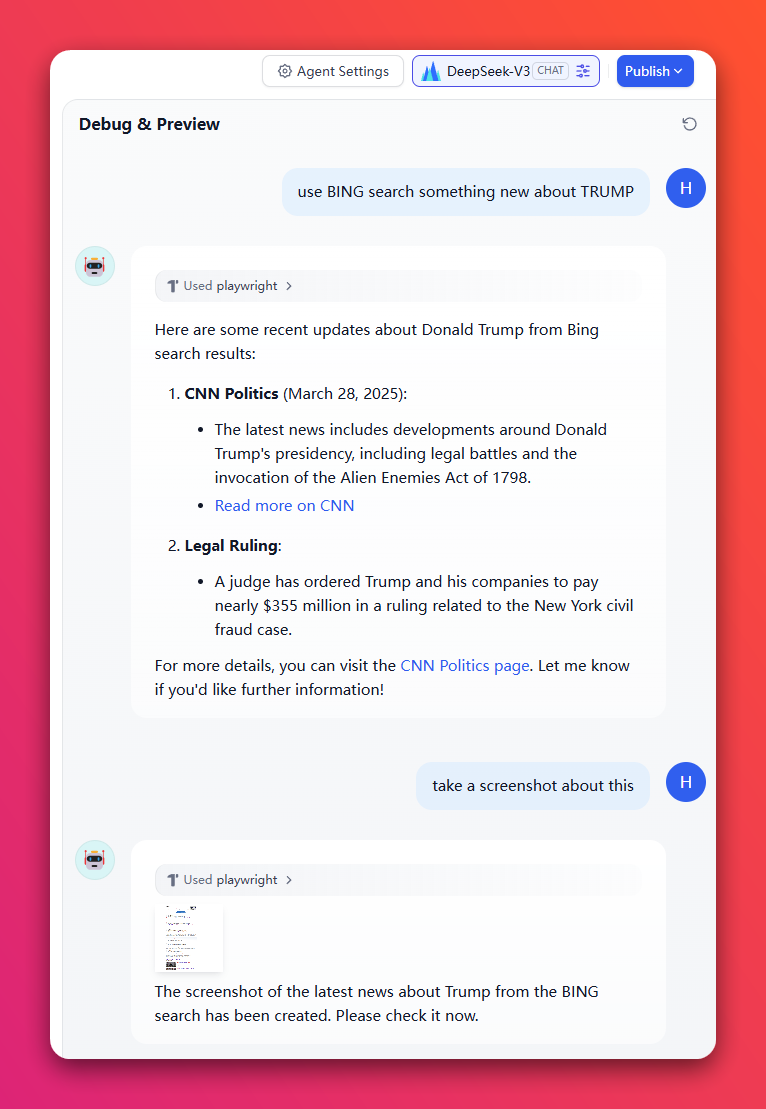 Agent Settings
DeepSeek-V3 CHAT
Publish
Debug & Preview
use BING search something new about TRUMP
H
Used playwright
Here are some recent updates about Donald Trump from Bing
search results:
1. CNN Politics (March 28, 2025):
• The latest news includes developments around Donald
Trump's presidency, including legal battles and the
invocation of the Alien Enemies Act of 1798.
• Read more on CNN
2. Legal Ruling:
• A judge has ordered Trump and his companies to pay
nearly $355 million in a ruling related to the New York civil
fraud case.
For more details, you can visit the CNN Politics page. Let me know
if you'd like further information!
take a screenshot about this
H
Used playwright
The screenshot of the latest news about Trump from the BING
search has been created. Please check it now.